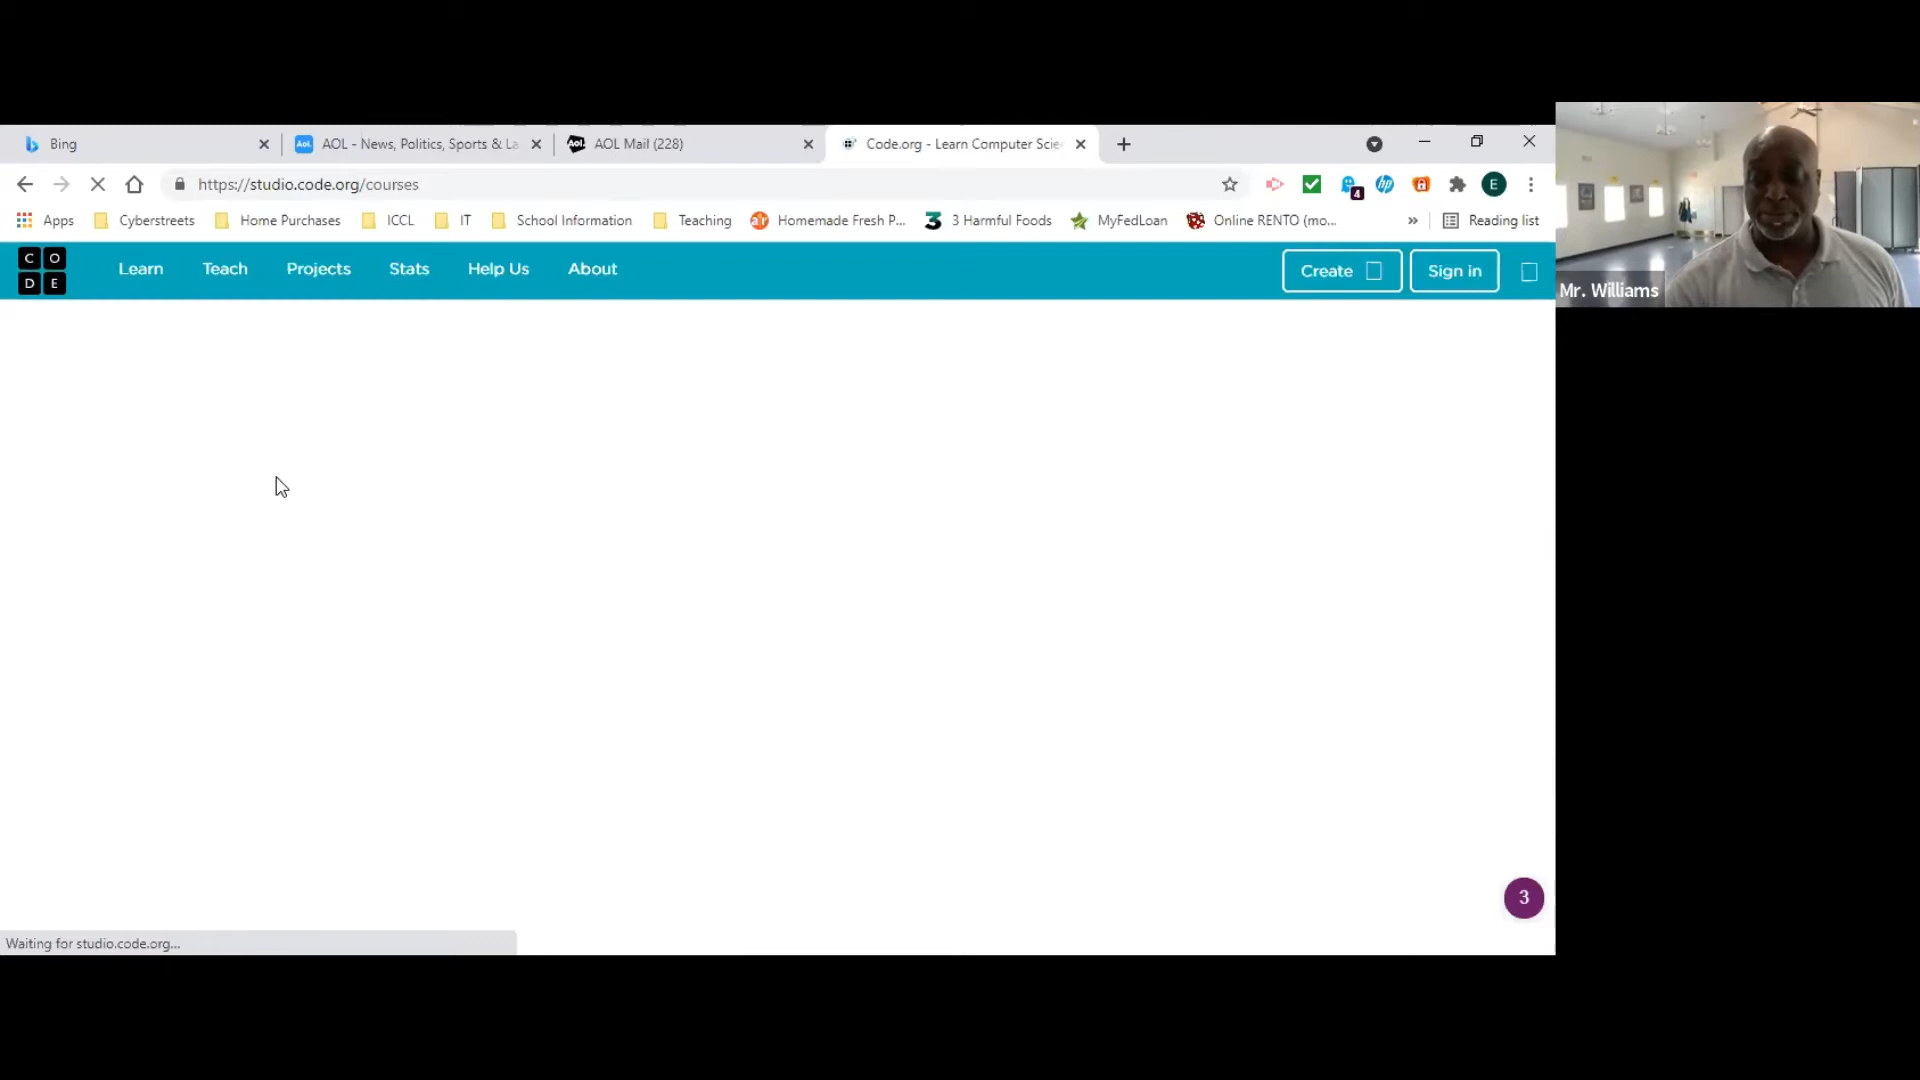 Bing
AOL - News, Politics, Sports & La
AOL Mail (228)
Code.org - Learn Computer Scie
https://studio.code.org/courses
4
E
Apps
Cyberstreets
Home Purchases
ICCL
IT
School Information
Teaching
Homemade Fresh P...
3 Harmful Foods
MyFedLoan
Online RENTO (mo...
»
Reading list
C O
D E
Learn
Teach
Projects
Stats
Help Us
About
Create
Sign in
Mr. Williams
3
Waiting for studio.code.org...